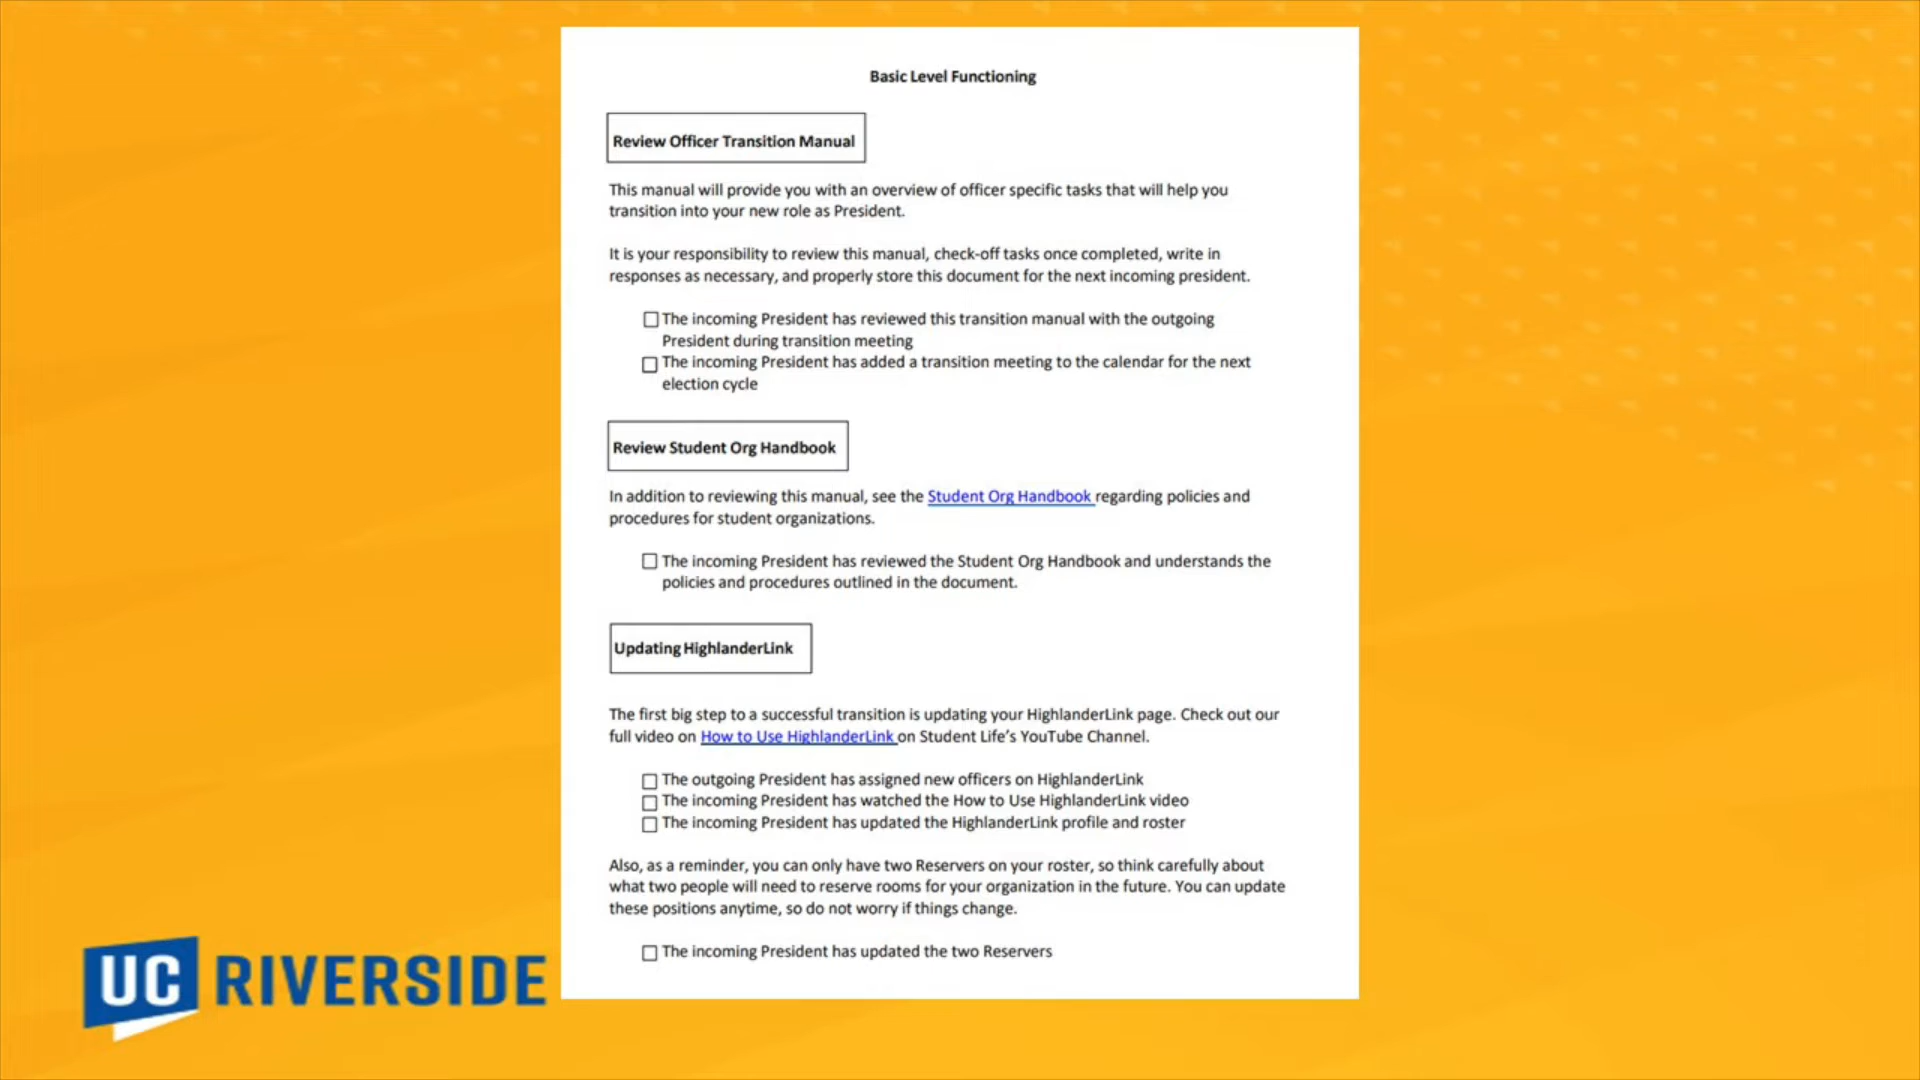 Basic Level Functioning
Review Officer Transition Manual
This manual will provide you with an overview of officer specific tasks that will help you
transition into your new role as President.
It is your responsibility to review this manual, check-off tasks once completed, write in
responses as necessary, and properly store this document for the next incoming president.
The incoming President has reviewed this transition manual with the outgoing
President during transition meeting
The incoming President has added a transition meeting to the calendar for the next
election cycle
Review Student Org Handbook
In addition to reviewing this manual, see the Student Org Handbook regarding policies and
procedures for student organizations.
The incoming President has reviewed the Student Org Handbook and understands the
policies and procedures outlined in the document.
Updating HighlanderLink
The first big step to a successful transition is updating your HighlanderLink page. Check out our
full video on How to Use HighlanderLink on Student Life's YouTube Channel.
The outgoing President has assigned new officers on HighlanderLink
The incoming President has watched the How to Use HighlanderLink video
The incoming President has updated the HighlanderLink profile and roster
Also, as a reminder, you can only have two Reservers on your roster, so think carefully about
what two people will need to reserve rooms for your organization in the future. You can update
these positions anytime, so do not worry if things change.
The incoming President has updated the two Reservers
UC RIVERSIDE